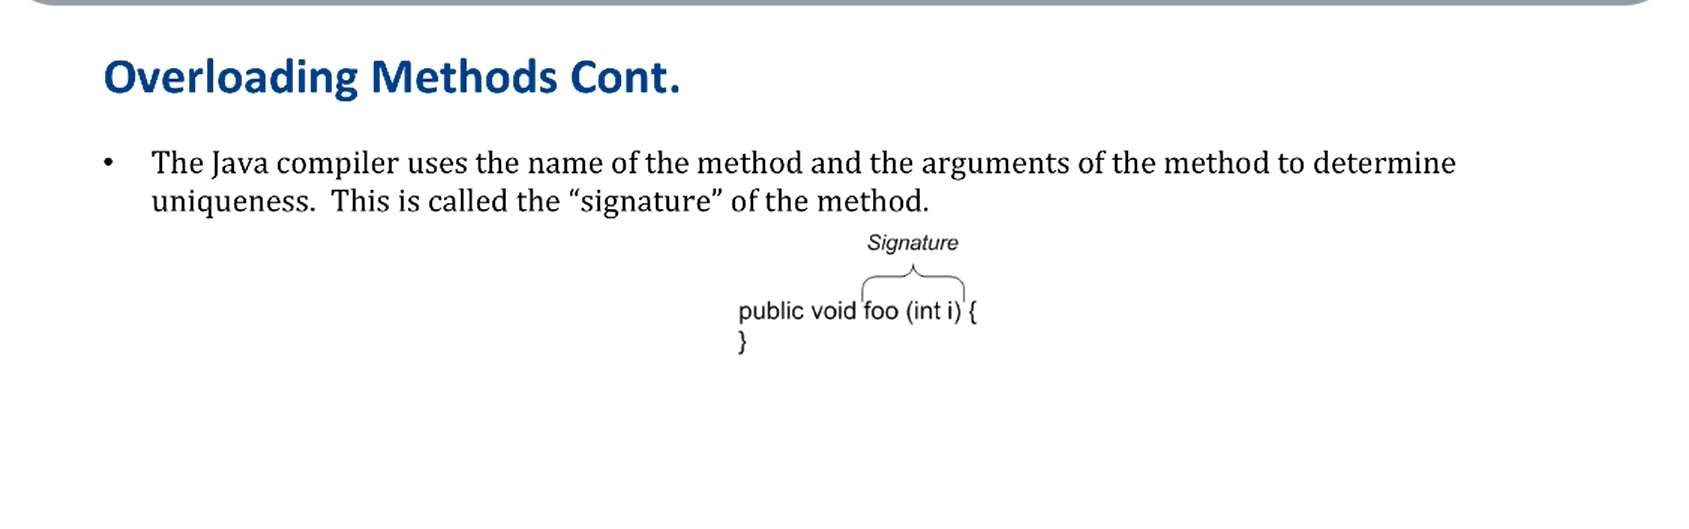 Overloading Methods Cont.
• The Java compiler uses the name of the method and the arguments of the method to determine
uniqueness.  This is called the “signature” of the method.
Signature
public void foo (int i) {
}